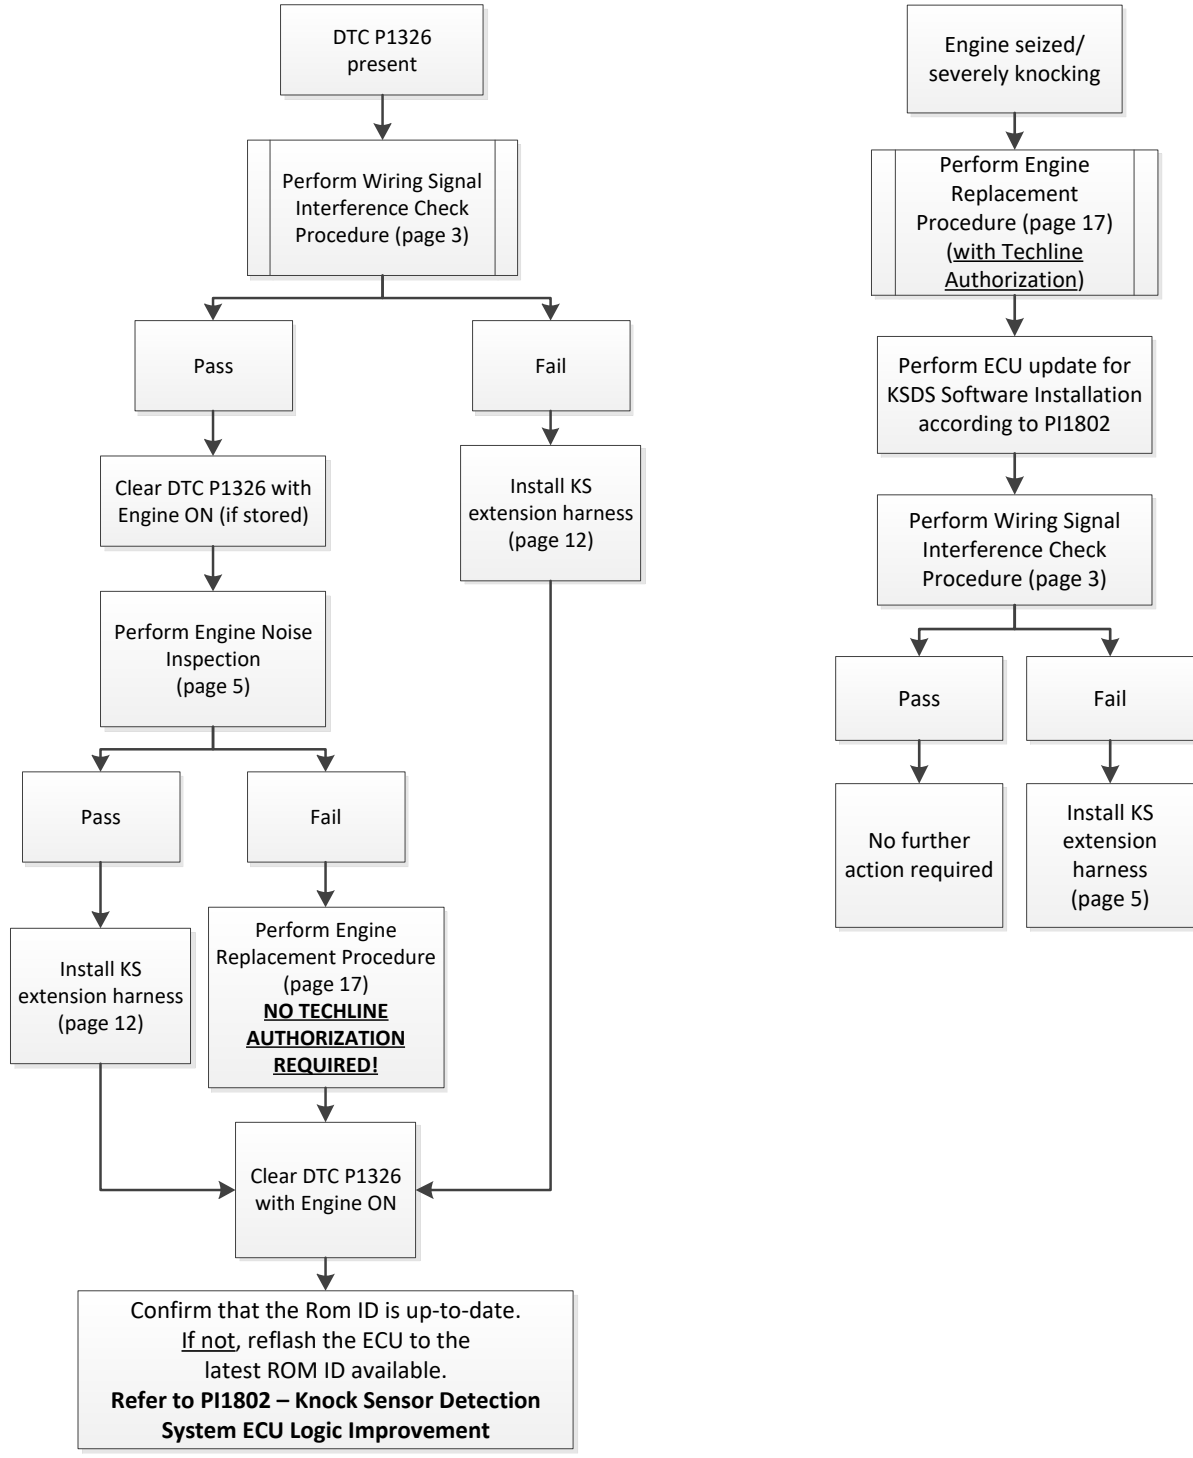 DTC P1326
present
Perform Wiring Signal
Interference Check
Procedure (page 3)
Pass
Fail
Clear DTC P1326 with
Engine ON (if stored)
Install KS
extension harness
(page 12)
Perform Engine Noise
Inspection
(page 5)
Pass
Fail
Install KS
extension harness
(page 12)
Perform Engine
Replacement Procedure
(page 17)
NO TECHLINE
AUTHORIZATION
REQUIRED!
Clear DTC P1326
with Engine ON
Confirm that the Rom ID is up-to-date.
If not, reflash the ECU to the
latest ROM ID available.
Refer to PI1802 – Knock Sensor Detection
System ECU Logic Improvement
Engine seized/
severely knocking
Perform Engine
Replacement
Procedure (page 17)
(with Techline
Authorization)
Perform ECU update for
KSDS Software Installation
according to PI1802
Perform Wiring Signal
Interference Check
Procedure (page 3)
Pass
Fail
No further
action required
Install KS
extension
harness
(page 5)